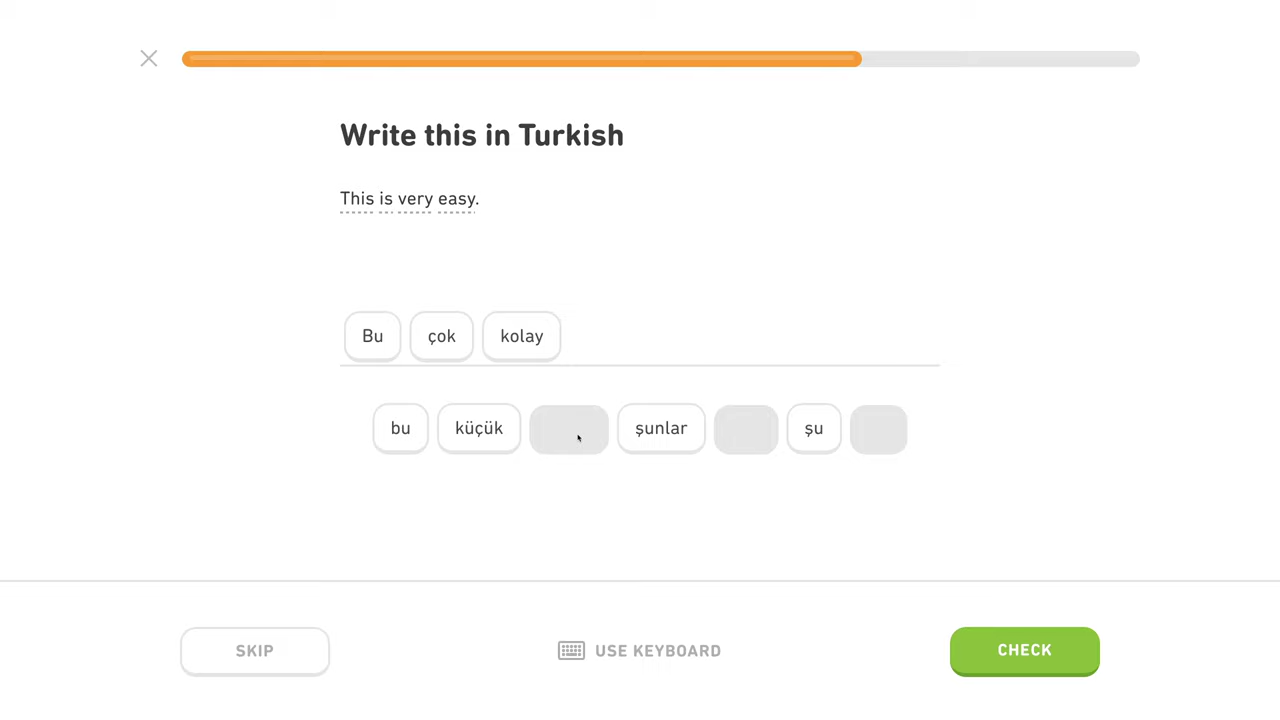 Write this in Turkish
This is very easy.
Bu çok kolay
bu küçük şunlar şu
SKIP USE KEYBOARD CHECK